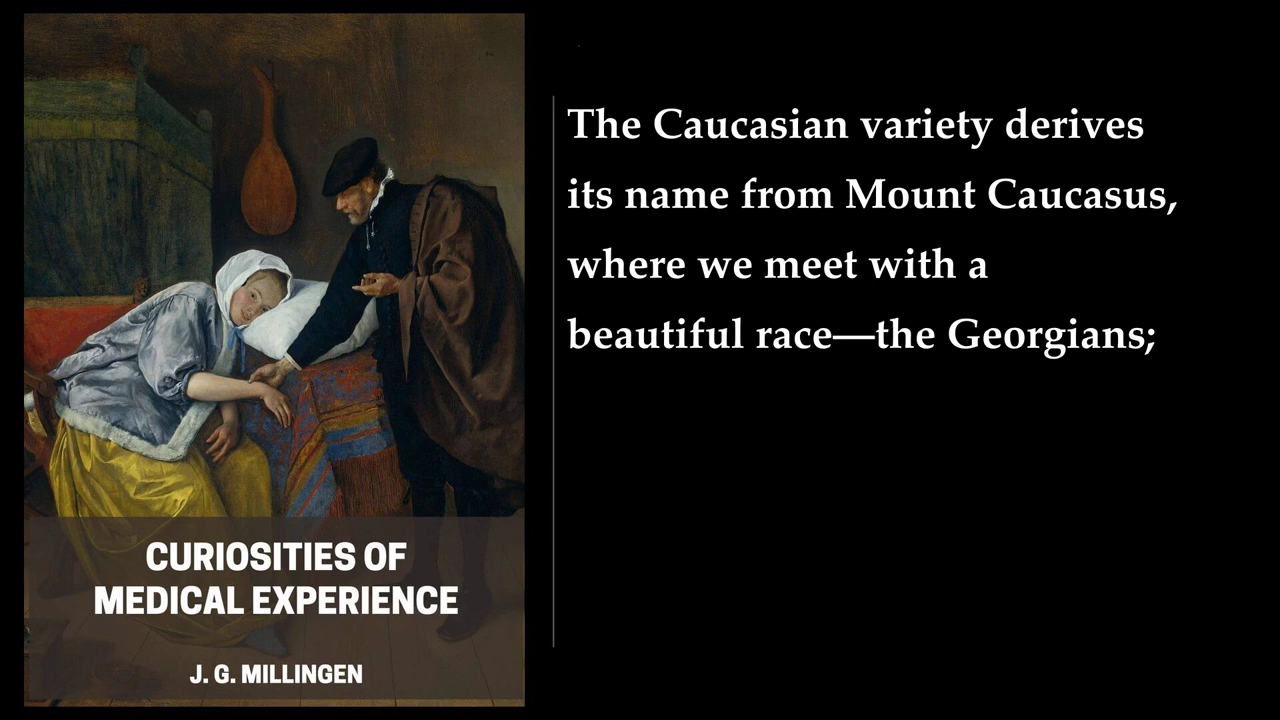 CURIOSITIES OF
MEDICAL EXPERIENCE
J. G. MILLINGEN
The Caucasian variety derives
its name from Mount Caucasus,
where we meet with a
beautiful race—the Georgians;